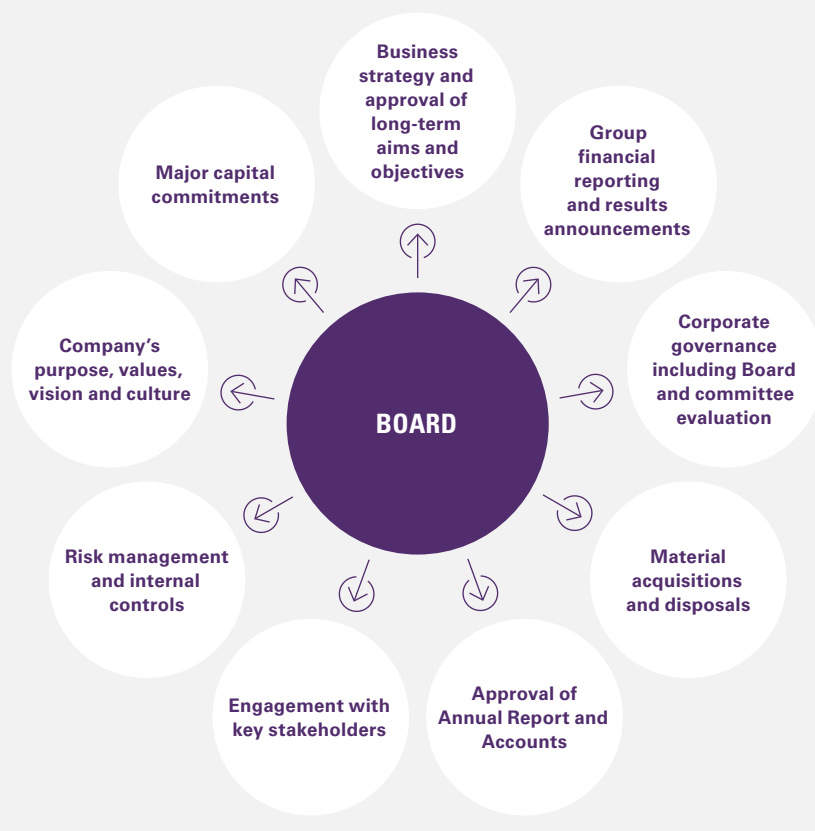 Business
strategy and
approval of
long-term
aims and
objectives
Group
financial
reporting
and results
announcements
Corporate
governance
including Board
and committee
evaluation
Material
acquisitions
and disposals
Approval of
Annual Report and
Accounts
Engagement with
key stakeholders
Risk management
and internal
controls
Company’s
purpose, values,
vision and culture
Major capital
commitments
BOARD